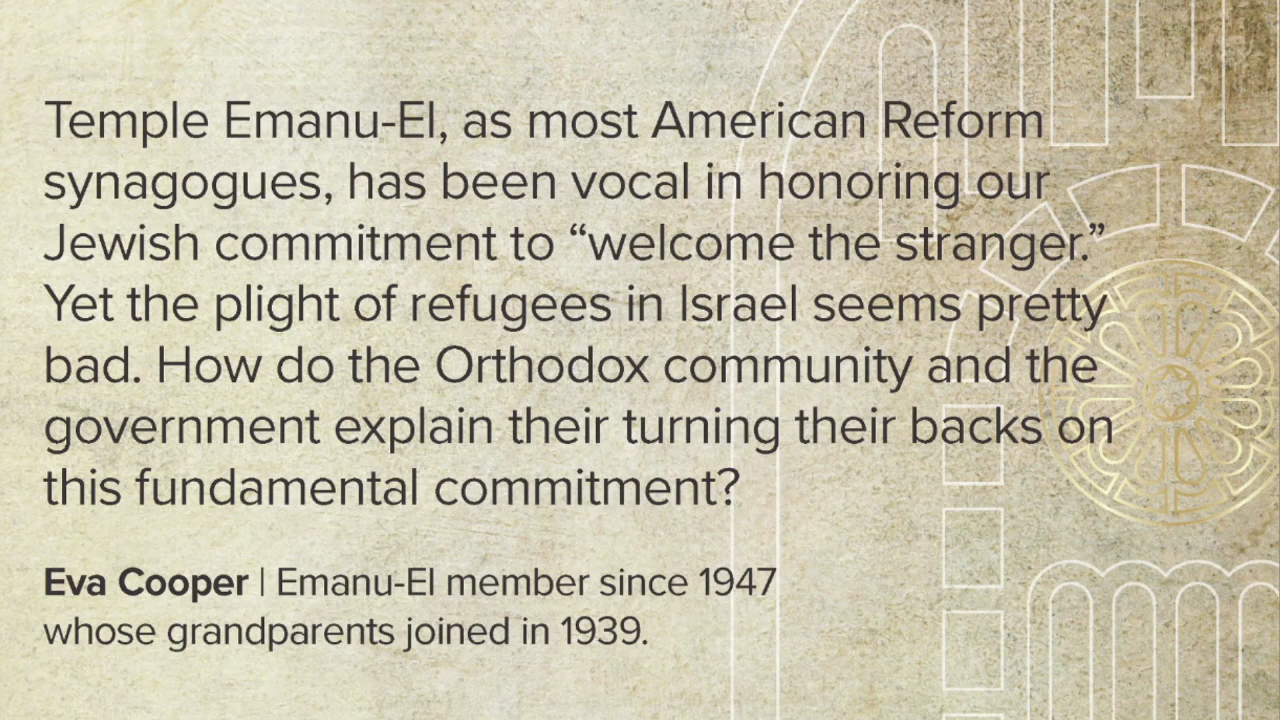 Temple Emanu-El, as most American Reform
synagogues, has been vocal in honoring our
Jewish commitment to “welcome the stranger.”
Yet the plight of refugees in Israel seems pretty
bad. How do the Orthodox community and the
government explain their turning their backs on
this fundamental commitment?
Eva Cooper | Emanu-El member since 1947
whose grandparents joined in 1939.